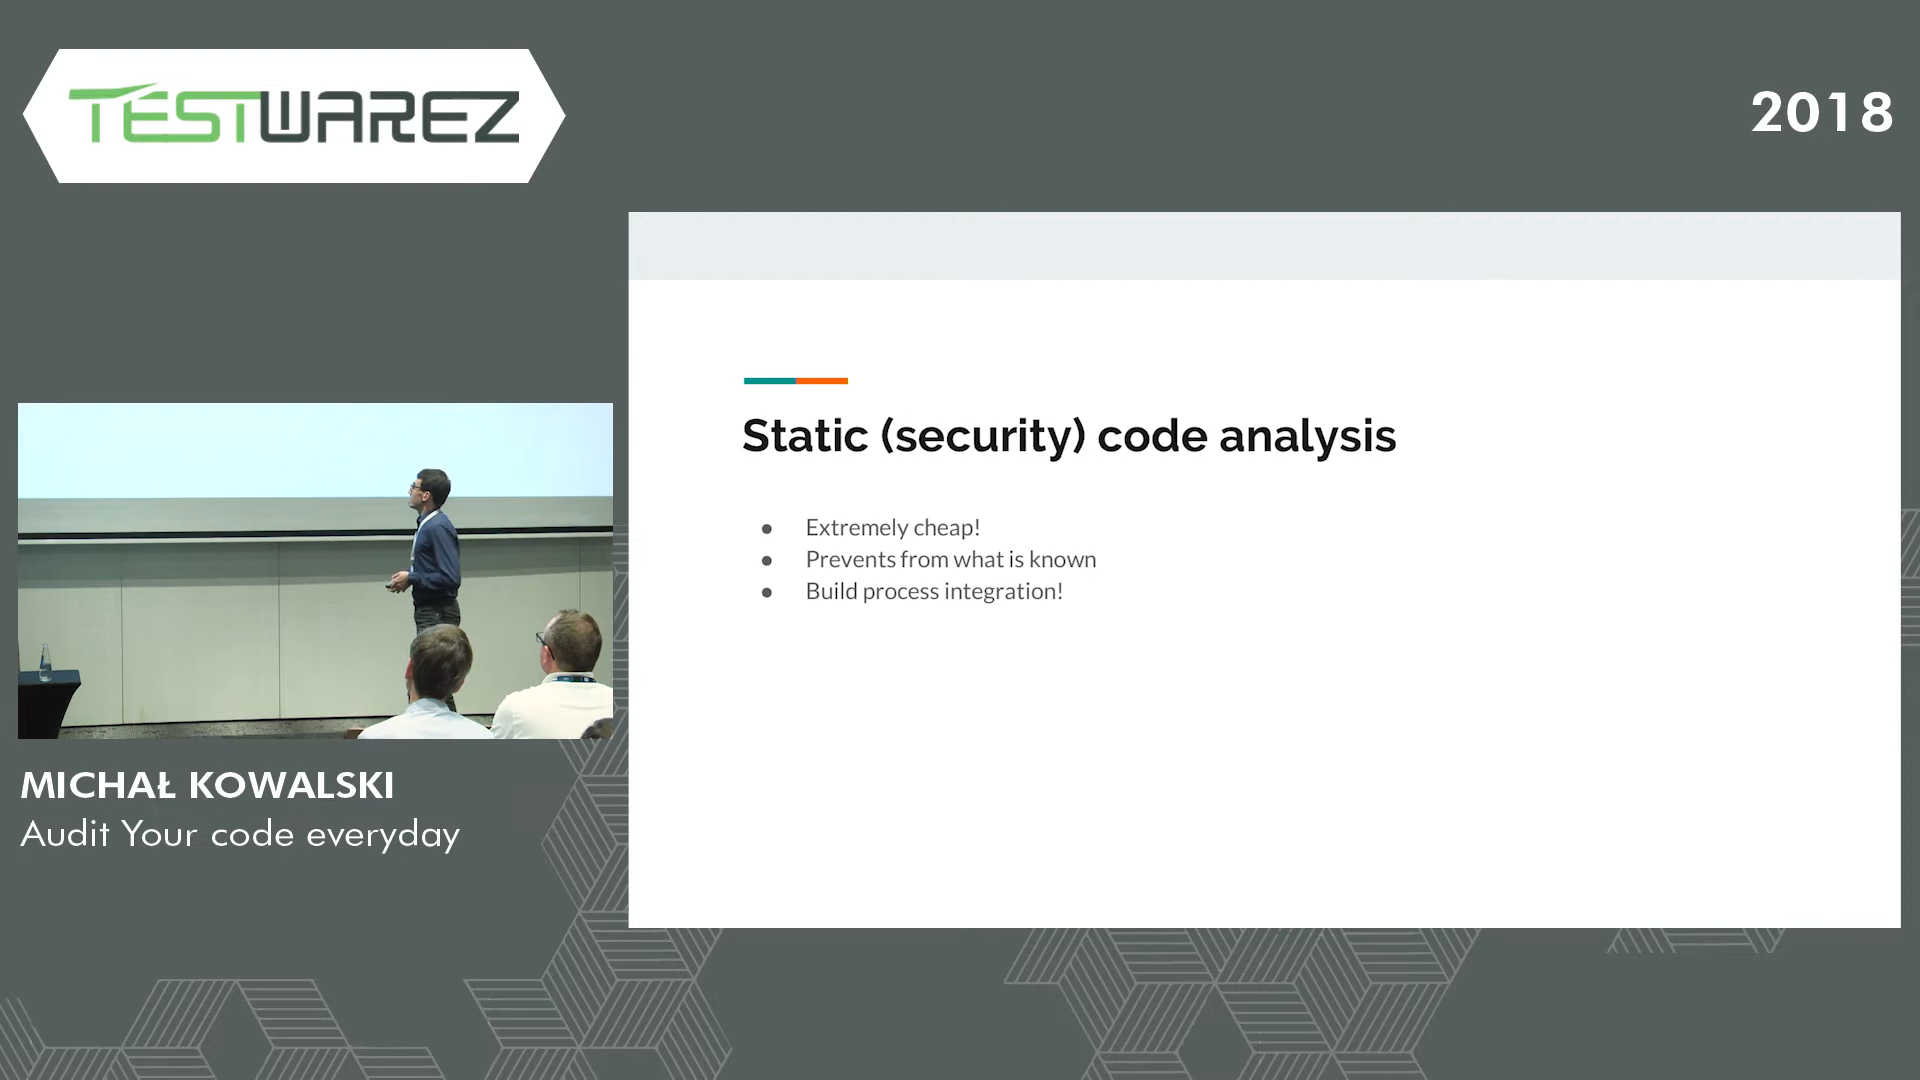 TESTWAREZ
2018
Static (security) code analysis
● Extremely cheap!
● Prevents from what is known
● Build process integration!
MICHAŁ KOWALSKI
Audit Your code everyday